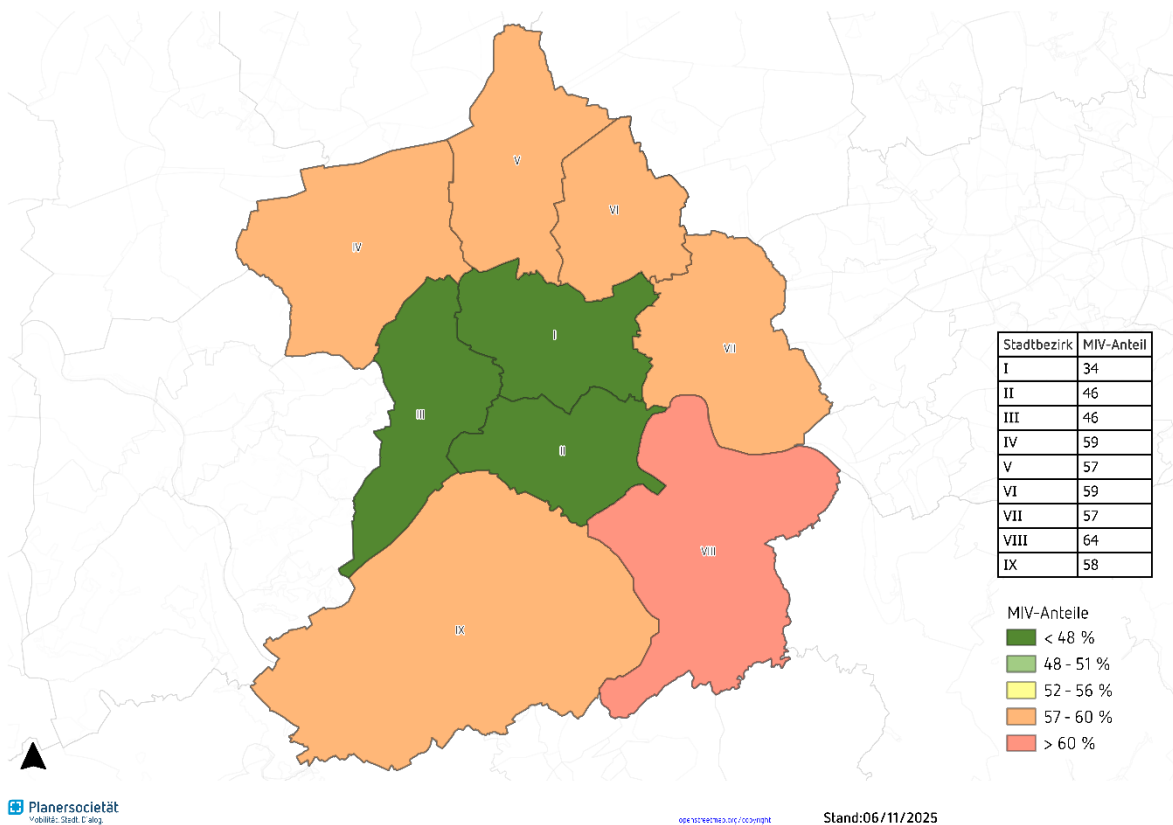 V
VI
IV
I
VII
III
II
VIII
IX
Stadtbezirk MIV-Anteil
I 34
II 46
III 46
IV 59
V 57
VI 59
VII 57
VIII 64
IX 58
MIV-Anteile
< 48 %
48 - 51 %
52 - 56 %
57 - 60 %
> 60 %
Planersocietät
Mobilität. Stadt. Dialog.
openstreetmap.org/copyright
Stand:06/11/2025